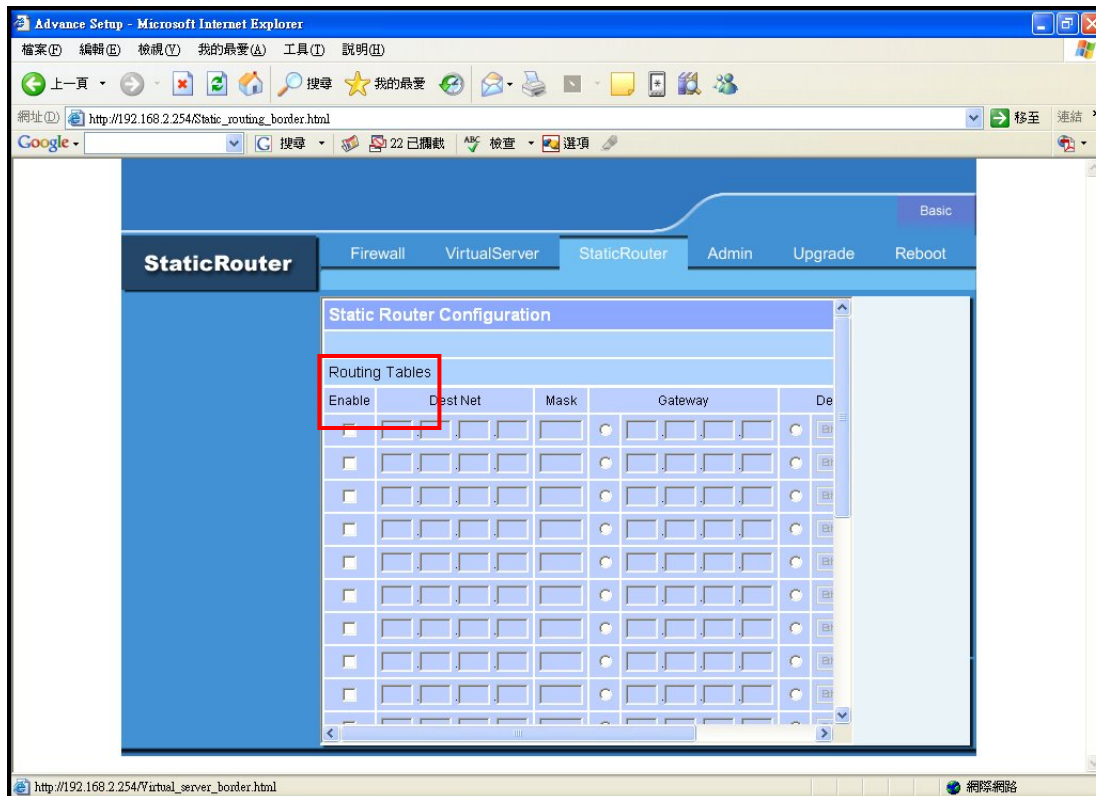 Advance Setup - Microsoft Internet Explorer
檔案(F) 編輯(E) 檢視(V) 我的最愛(A) 工具(T) 說明(H)
上一頁 搜尋 我的最愛
網址(D) http://192.168.2.254/Static_routing_border.html 移至 連結
Google 搜尋 22 已攔截 ABC 檢查 選項
Basic
StaticRouter
Firewall VirtualServer StaticRouter Admin Upgrade Reboot
Static Router Configuration
Routing Tables
Enable Dest Net Mask Gateway De
http://192.168.2.254/Virtual_server_border.html 網際網路